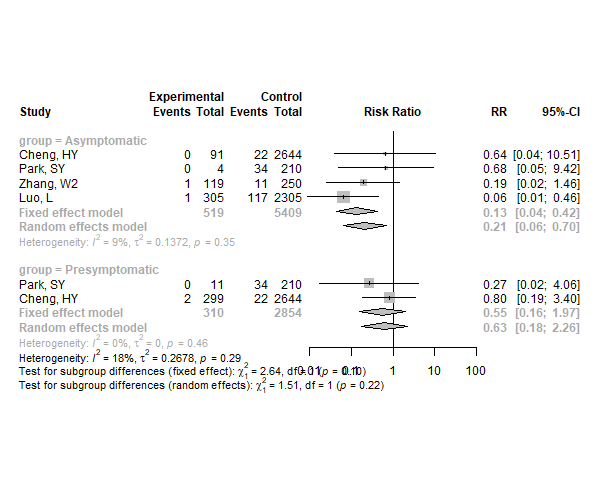 Experimental Control
Study Events Total Events Total Risk Ratio RR 95%-CI
group = Asymptomatic
Cheng, HY 0 91 22 2644 0.64 [0.04; 10.51]
Park, SY 0 4 34 210 0.68 [0.05; 9.42]
Zhang, W2 1 119 11 250 0.19 [0.02; 1.46]
Luo, L 1 305 117 2305 0.06 [0.01; 0.46]
Fixed effect model 519 5409 0.13 [0.04; 0.42]
Random effects model 0.21 [0.06; 0.70]
Heterogeneity: I² = 9%, τ² = 0.1372, p = 0.35
group = Presymptomatic
Park, SY 0 11 34 210 0.27 [0.02; 4.06]
Cheng, HY 2 299 22 2644 0.80 [0.19; 3.40]
Fixed effect model 310 2854 0.55 [0.16; 1.97]
Random effects model 0.63 [0.18; 2.26]
Heterogeneity: I² = 0%, τ² = 0, p = 0.46
Heterogeneity: I² = 18%, τ² = 0.2678, p = 0.29
Test for subgroup differences (fixed effect): χ₁² = 2.64, df = 1 (p = 0.10)
0.01 0.1 1 10 100
Test for subgroup differences (random effects): χ₁² = 1.51, df = 1 (p = 0.22)